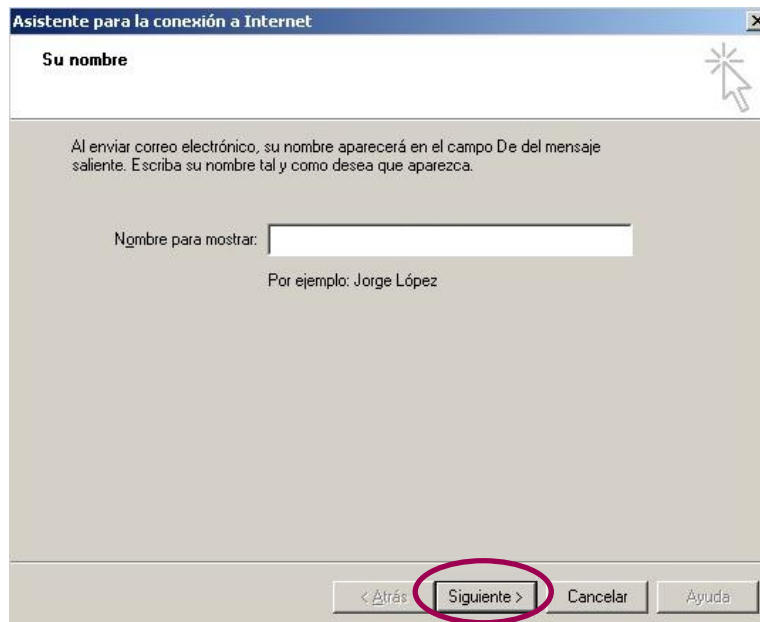 Asistente para la conexión a Internet
Su nombre
Al enviar correo electrónico, su nombre aparecerá en el campo De del mensaje
saliente. Escriba su nombre tal y como desea que aparezca.
Nombre para mostrar:
Por ejemplo: Jorge López
< Atrás Siguiente > Cancelar Ayuda